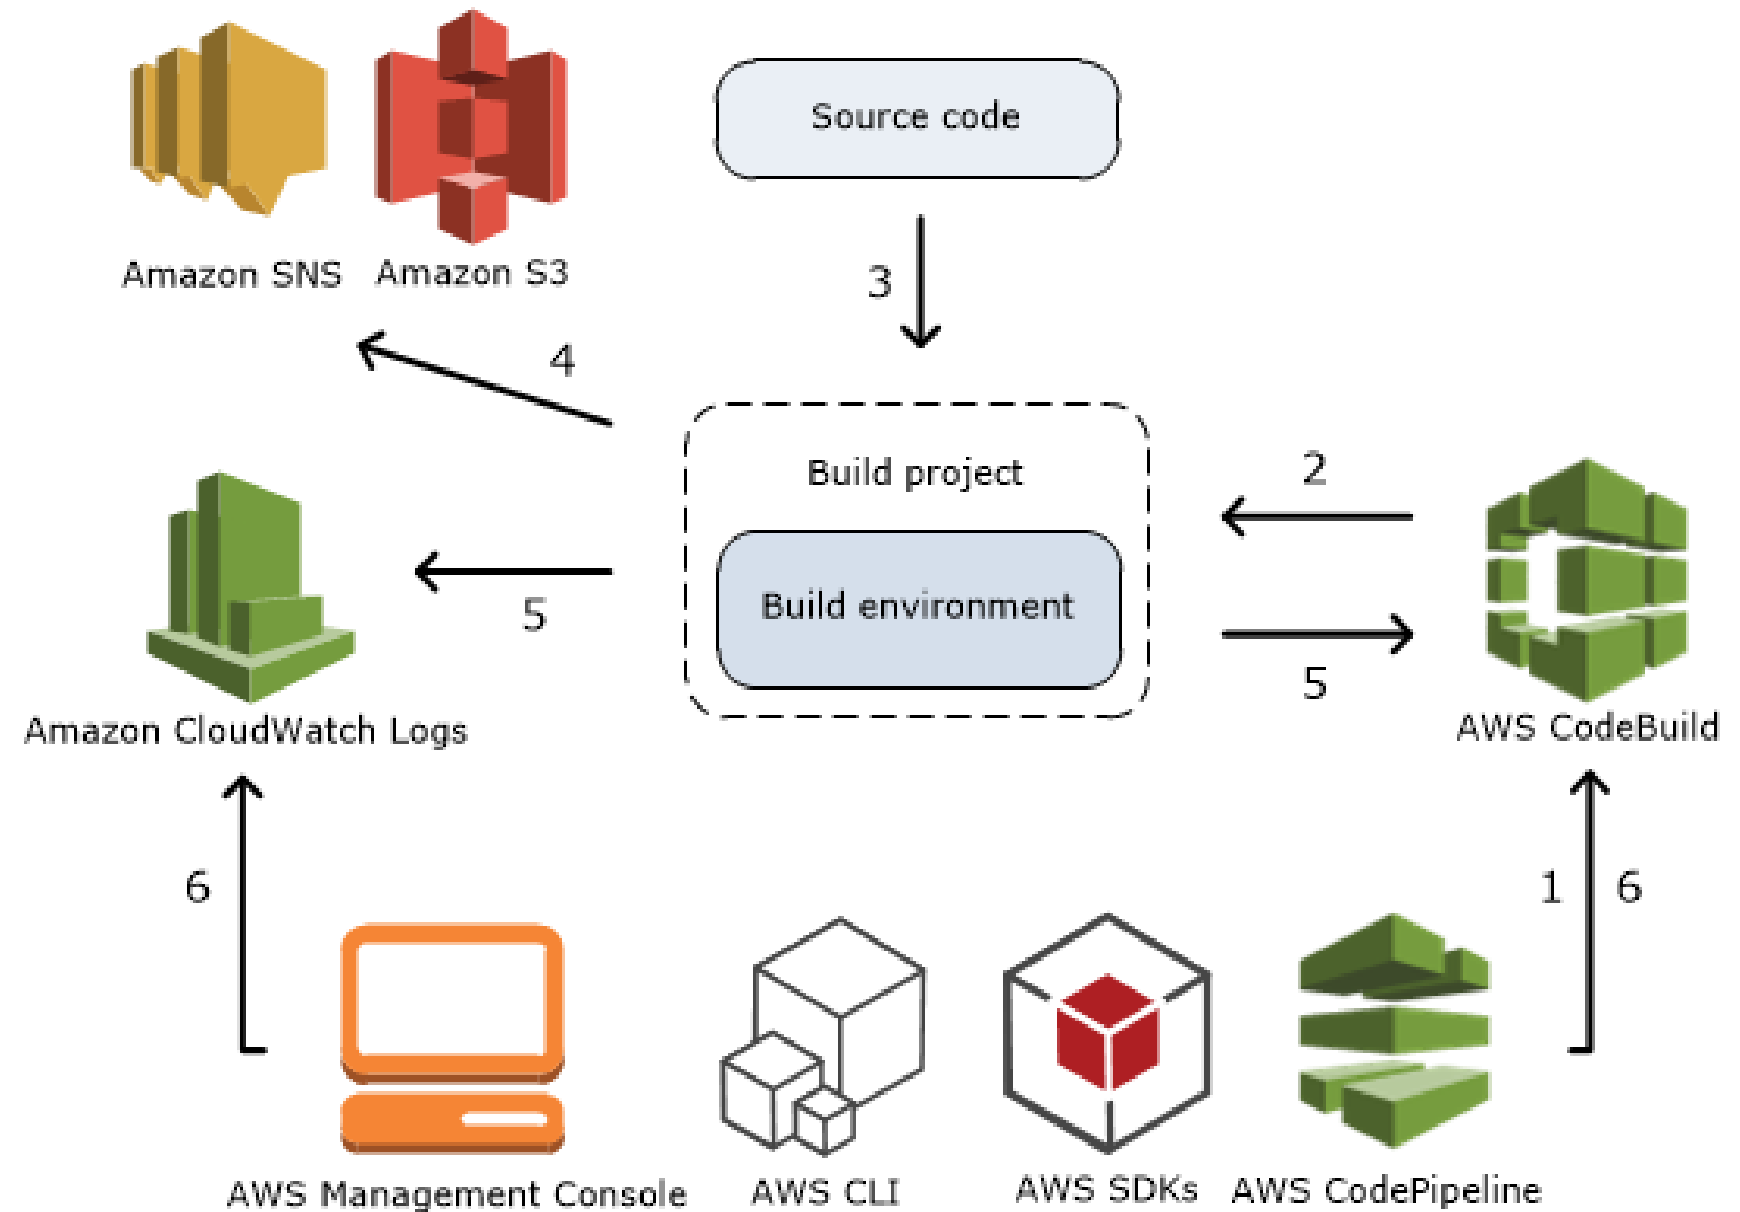 Source code
Amazon SNS
Amazon S3
3
4
Build project
2
Build environment
5
5
Amazon CloudWatch Logs
AWS CodeBuild
6
1
6
AWS Management Console
AWS CLI
AWS SDKs
AWS CodePipeline